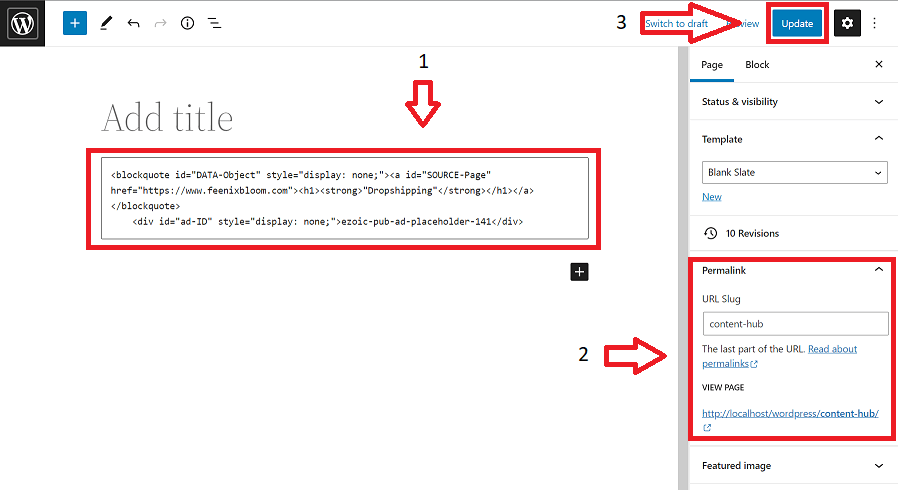 3
Switch to draft
view
Update
1
Page
Block
Add title
Status & visibility
<blockquote id="DATA-Object" style="display: none;"><a id="SOURCE-Page"
href="https://www.feenixbloom.com"><h1><strong>"Dropshipping"</strong></h1></a>
</blockquote>
<div id="ad-ID" style="display: none;">ezoic-pub-ad-placeholder-141</div>
Template
Blank Slate
New
10 Revisions
Permalink
URL Slug
content-hub
2
The last part of the URL. Read about
permalinks
VIEW PAGE
http://localhost/wordpress/content-hub/
Featured image